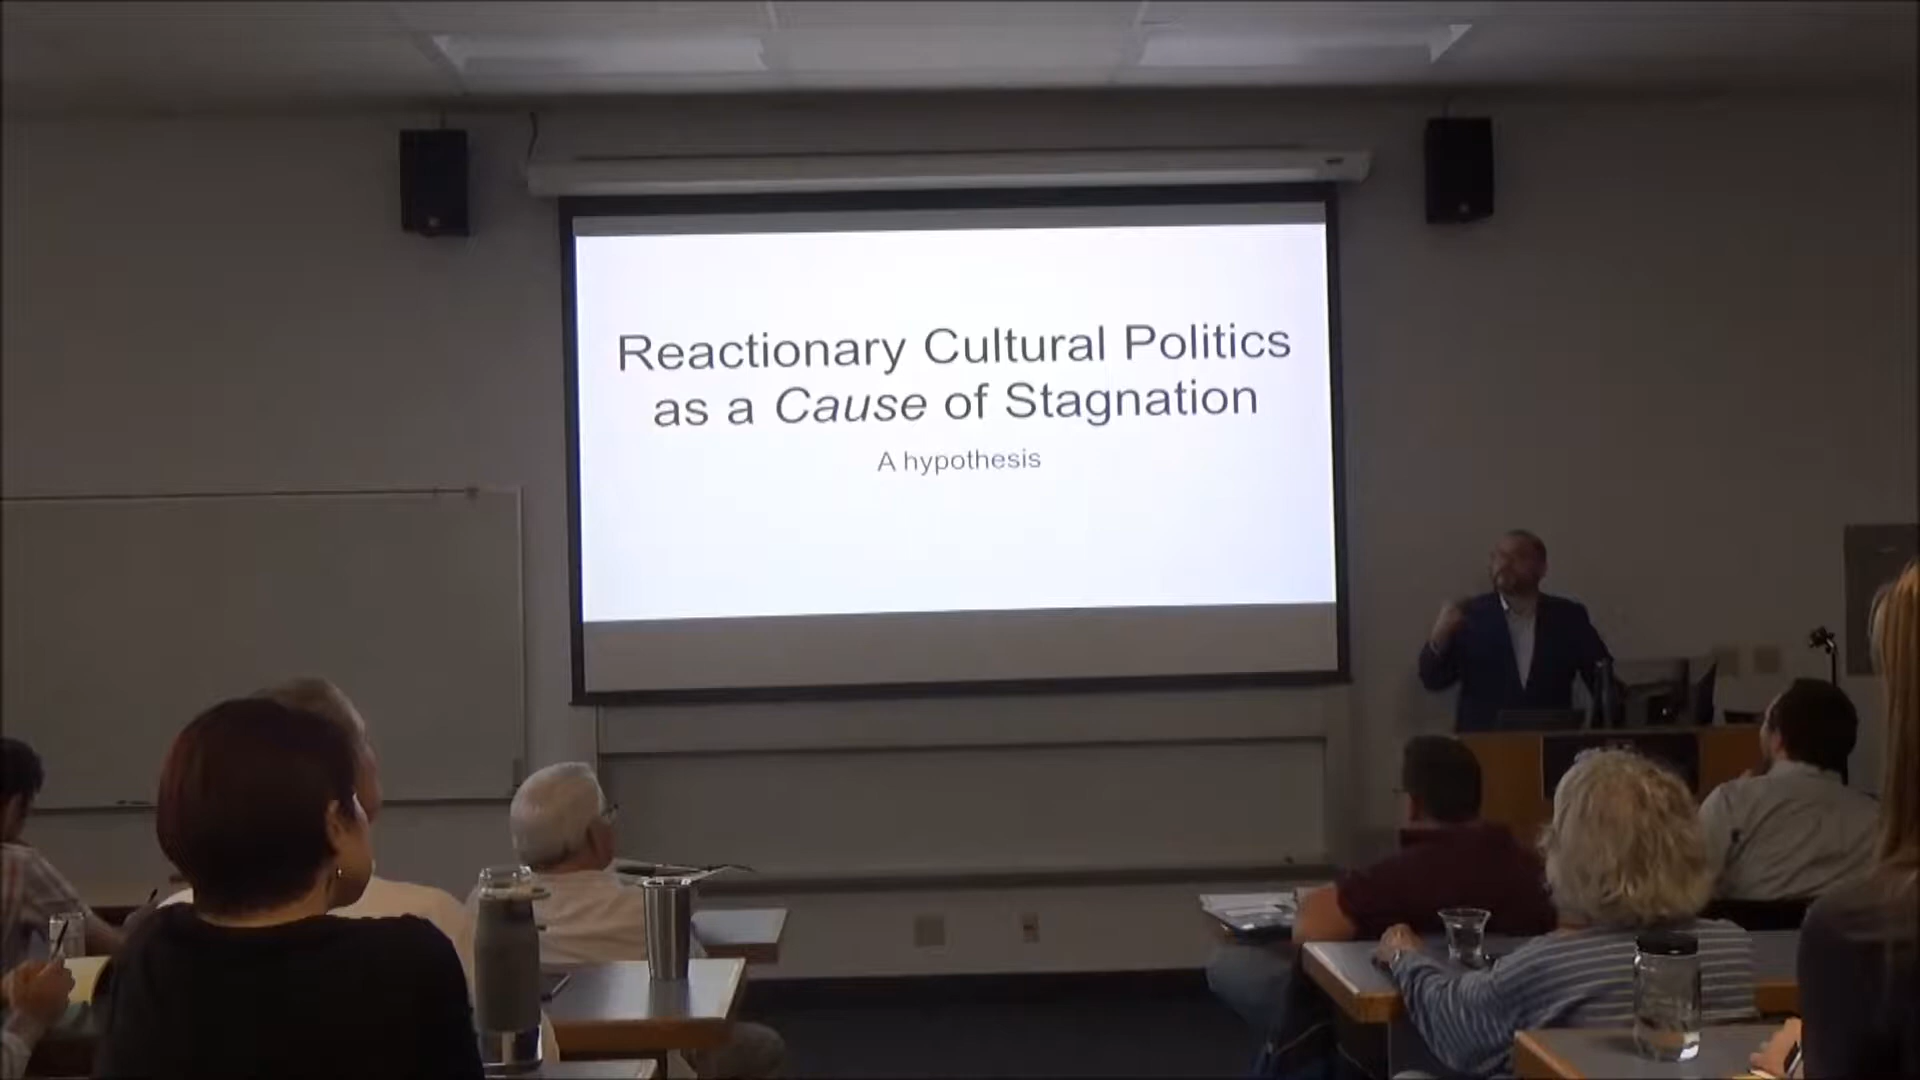 Reactionary Cultural Politics
as a Cause of Stagnation
A hypothesis